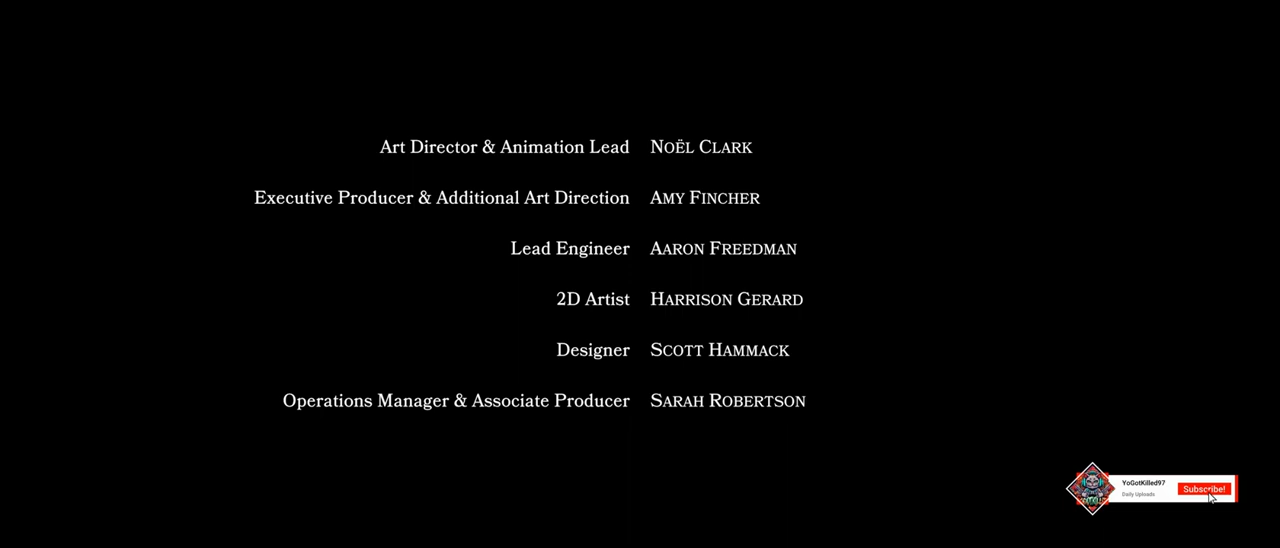 Art Director & Animation Lead NOËL CLARK
Executive Producer & Additional Art Direction AMY FINCHER
Lead Engineer AARON FREEDMAN
2D Artist HARRISON GERARD
Designer SCOTT HAMMACK
Operations Manager & Associate Producer SARAH ROBERTSON
YoGotKilled97
Daily Uploads
Subscribe!